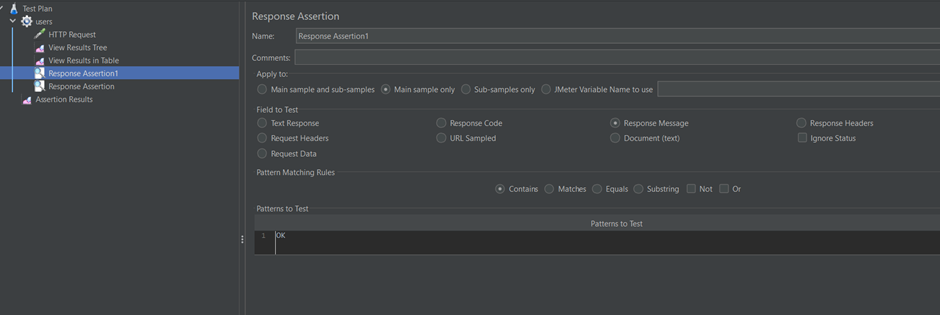 Test Plan
users
HTTP Request
View Results Tree
View Results in Table
Response Assertion1
Response Assertion
Assertion Results
Response Assertion
Name: Response Assertion1
Comments:
Apply to:
Main sample and sub-samples Main sample only Sub-samples only JMeter Variable Name to use
Field to Test
Text Response Response Code Response Message Response Headers
Request Headers URL Sampled Document (text) Ignore Status
Request Data
Pattern Matching Rules
Contains Matches Equals Substring Not Or
Patterns to Test
Patterns to Test
1 OK